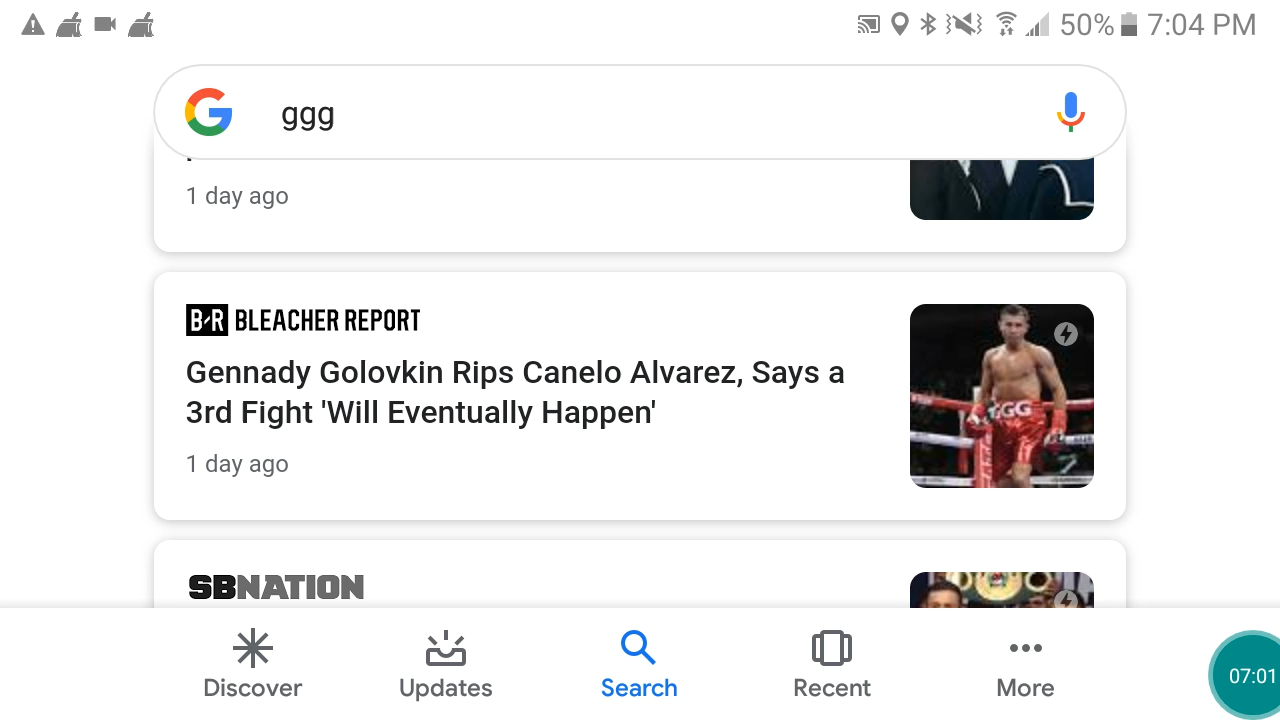 50% 7:04 PM
ggg
1 day ago
B/R BLEACHER REPORT
Gennady Golovkin Rips Canelo Alvarez, Says a
3rd Fight 'Will Eventually Happen'
1 day ago
GGG
SBNATION
Discover Updates Search Recent More
07:01